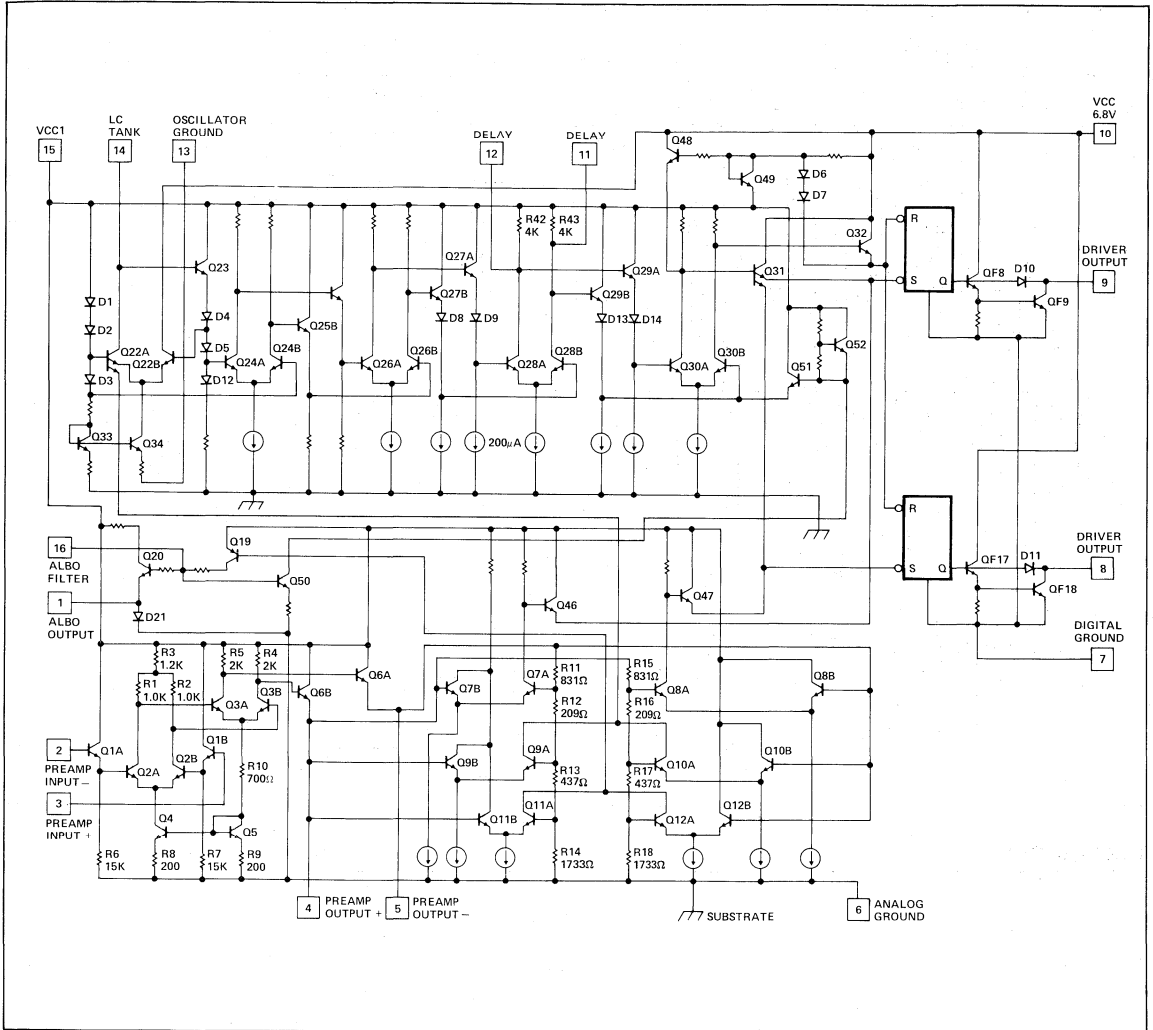 VCC1
15
LC
TANK
14
OSCILLATOR
GROUND
13
DELAY
12
DELAY
11
VCC
6.8V
10
Q48
Q49
D6
D7
Q32
R
S
Q
QF8
D10
QF9
DRIVER
OUTPUT
9
D1
D2
Q22A
Q22B
D3
Q33
Q34
Q23
D4
D5
D12
Q24A
Q24B
Q25B
Q26A
Q26B
Q27A
Q27B
D8
D9
R42
4K
R43
4K
Q28A
Q28B
200µA
Q29A
Q29B
D13
D14
Q30A
Q30B
Q31
Q51
Q52
16
ALBO
FILTER
1
ALBO
OUTPUT
Q20
Q19
D21
Q50
Q46
Q47
R
S
Q
QF17
D11
QF18
DRIVER
OUTPUT
8
DIGITAL
GROUND
7
R3
1.2K
R1
1.0K
R2
1.0K
R5
2K
R4
2K
Q3A
Q3B
Q6B
Q6A
Q1A
Q1B
Q2A
Q2B
2
PREAMP
INPUT−
3
PREAMP
INPUT +
R10
700Ω
Q4
Q5
R6
15K
R8
200
R7
15K
R9
200
Q7B
Q7A
R11
831Ω
R12
209Ω
R15
831Ω
R16
209Ω
Q8A
Q8B
Q9B
Q9A
R13
437Ω
R17
437Ω
Q10A
Q10B
Q11B
Q11A
Q12A
Q12B
R14
1733Ω
R18
1733Ω
4
PREAMP
OUTPUT +
5
PREAMP
OUTPUT −
SUBSTRATE
6
ANALOG
GROUND